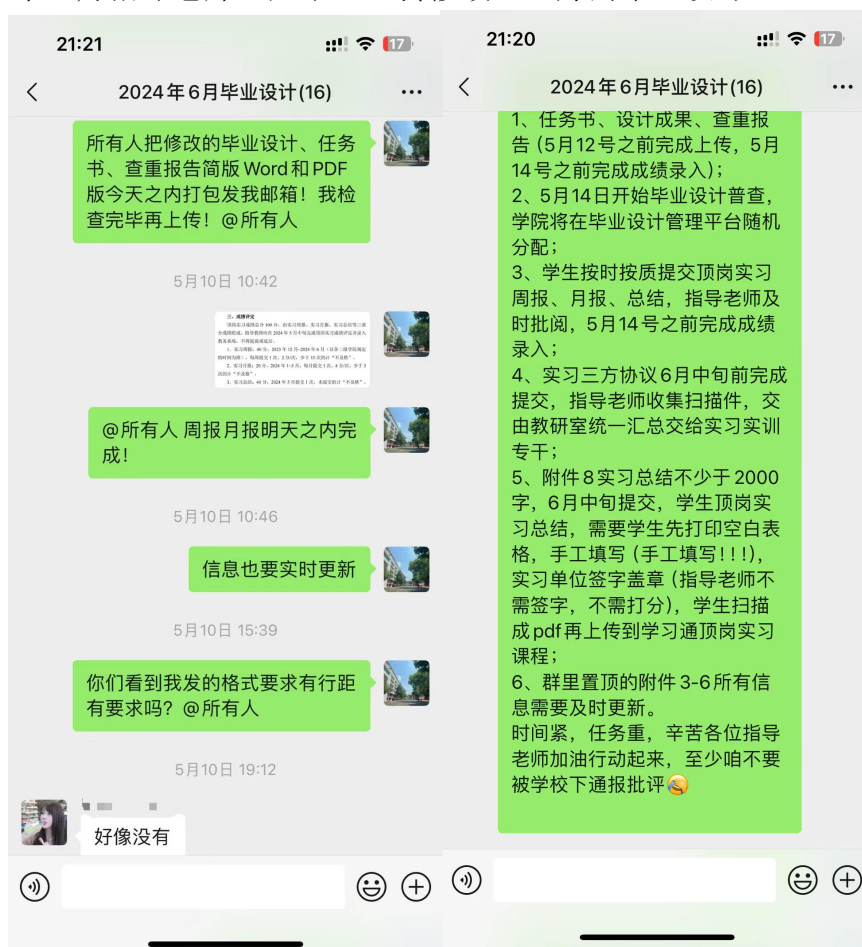 21:21
17
2024年6月毕业设计(16)
所有人把修改的毕业设计、任务
书、查重报告简版Word和PDF
版今天之内打包发我邮箱！我检
查完毕再上传！@所有人
5月10日 10:42
三、成绩评定
@所有人 周报月报明天之内完
成！
5月10日 10:46
信息也要实时更新
5月10日 15:39
你们看到我发的格式要求有行距
有要求吗？@所有人
5月10日 19:12
好像没有
21:20
17
2024年6月毕业设计(16)
1、任务书、设计成果、查重报
告（5月12号之前完成上传，5月
14号之前完成成绩录入）；
2、5月14日开始毕业设计普查，
学院将在毕业设计管理平台随机
分配；
3、学生按时按质提交顶岗实习
周报、月报、总结，指导老师及
时批阅，5月14号之前完成成绩
录入；
4、实习三方协议6月中旬前完成
提交，指导老师收集扫描件，交
由教研室统一汇总交给实习实训
专干；
5、附件8实习总结不少于2000
字，6月中旬提交，学生顶岗实
习总结，需要学生先打印空白表
格，手工填写（手工填写!!!），
实习单位签字盖章（指导老师不
需签字，不需打分），学生扫描
成pdf再上传到学习通顶岗实习
课程；
6、群里置顶的附件3-6所有信
息需要及时更新。
时间紧，任务重，辛苦各位指导
老师加油行动起来，至少咱不要
被学校下通报批评